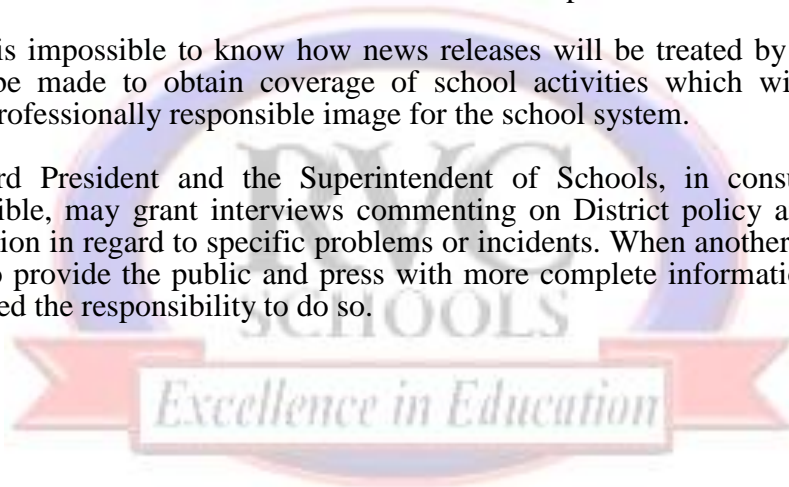 is impossible to know how news releases will be treated by
be made to obtain coverage of school activities which wi
rofessionally responsible image for the school system.
rd President and the Superintendent of Schools, in consu
ible, may grant interviews commenting on District policy a
ion in regard to specific problems or incidents. When another
o provide the public and press with more complete informati
ed the responsibility to do so.
RVC
SCHOOLS
Excellence in Education